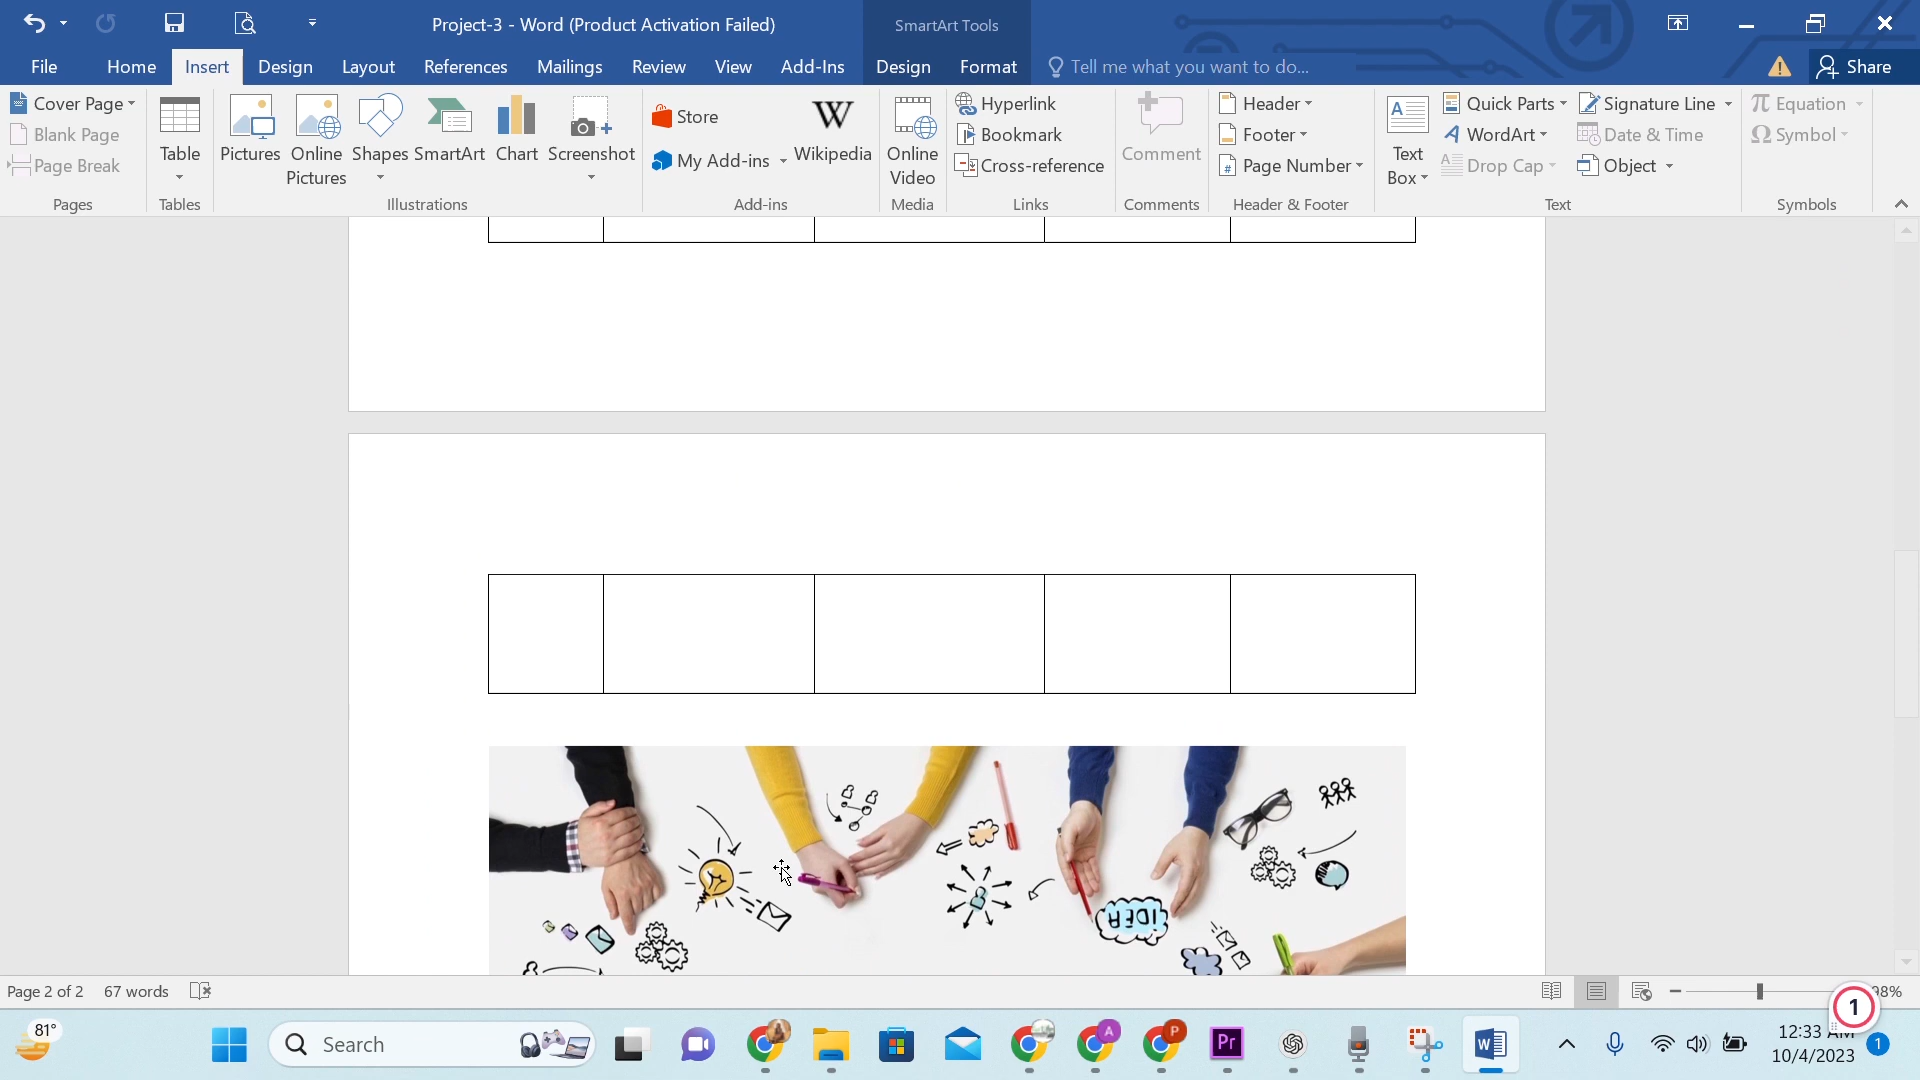 Project-3 - Word (Product Activation Failed)
SmartArt Tools
File Home Insert Design Layout References Mailings Review View Add-Ins Design Format Tell me what you want to do... Share
Cover Page
Blank Page
Page Break
Pages
Table
Tables
Pictures
Online Pictures
Shapes
SmartArt
Chart
Screenshot
Illustrations
Store
My Add-ins
W
Wikipedia
Add-ins
Online Video
Media
Hyperlink
Bookmark
Cross-reference
Links
Comment
Comments
Header
Footer
Page Number
Header & Footer
A
Text Box
Quick Parts
WordArt
Drop Cap
Signature Line
Date & Time
Object
Text
Equation
Symbol
Symbols
IDEA
Page 2 of 2 67 words
98%
1
81°
Search
A
P
Pr
12:33 AM
10/4/2023
1